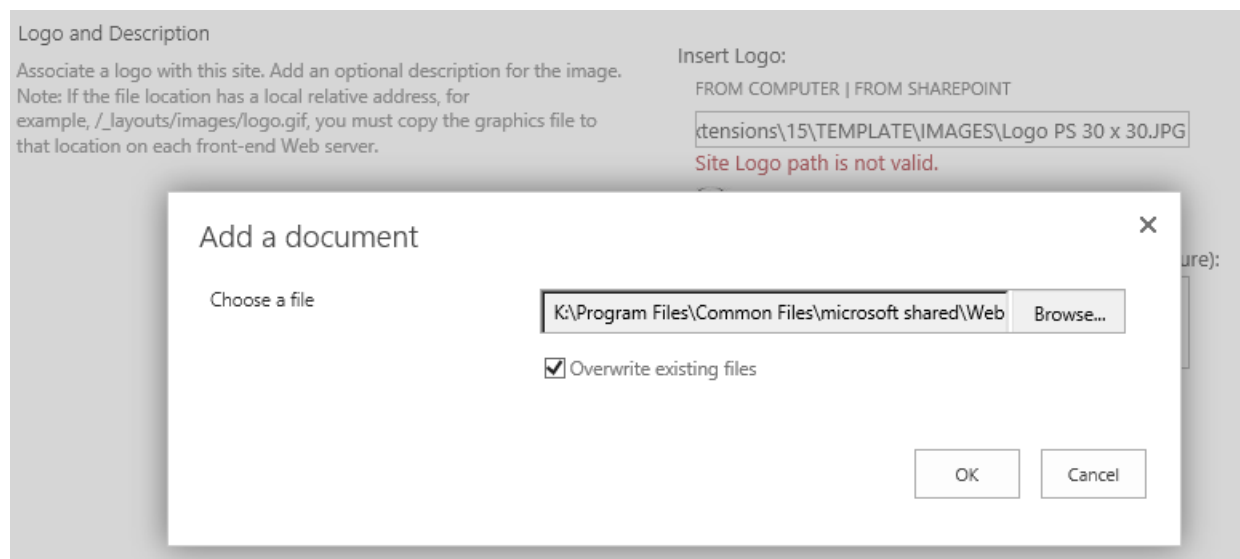 Logo and Description
Associate a logo with this site. Add an optional description for the image.
Note: If the file location has a local relative address, for
example, /_layouts/images/logo.gif, you must copy the graphics file to
that location on each front-end Web server.
Insert Logo:
FROM COMPUTER | FROM SHAREPOINT
tensions\15\TEMPLATE\IMAGES\Logo PS 30 x 30.JPG
Site Logo path is not valid.
ure):
Add a document
Choose a file
K:\Program Files\Common Files\microsoft shared\Web
Browse...
Overwrite existing files
OK
Cancel